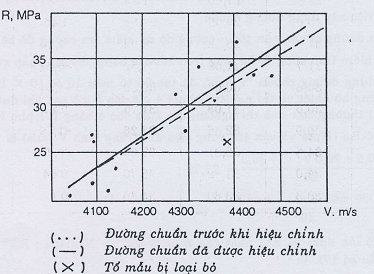 R, MPa
35
30
25
4100 4200 4300 4400 4500 V. m/s
(...) Đường chuẩn trước khi hiệu chỉnh
(—) Đường chuẩn đã được hiệu chỉnh
(×) Tổ mẫu bị loại bỏ